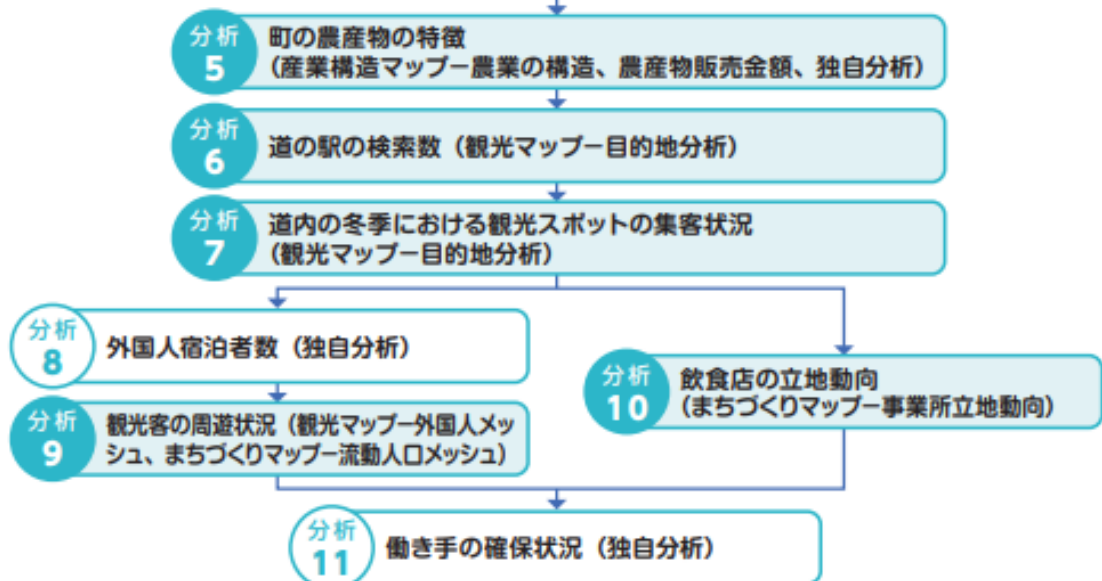 分析
5
町の農産物の特徴
（産業構造マップー農業の構造、農産物販売金額、独自分析）
分析
6
道の駅の検索数（観光マップー目的地分析）
分析
7
道内の冬季における観光スポットの集客状況
（観光マップー目的地分析）
分析
8
外国人宿泊者数（独自分析）
分析
9
観光客の周遊状況（観光マップー外国人メッ
シュ、まちづくりマップー流動人口メッシュ）
分析
10
飲食店の立地動向
（まちづくりマップー事業所立地動向）
分析
11
働き手の確保状況（独自分析）